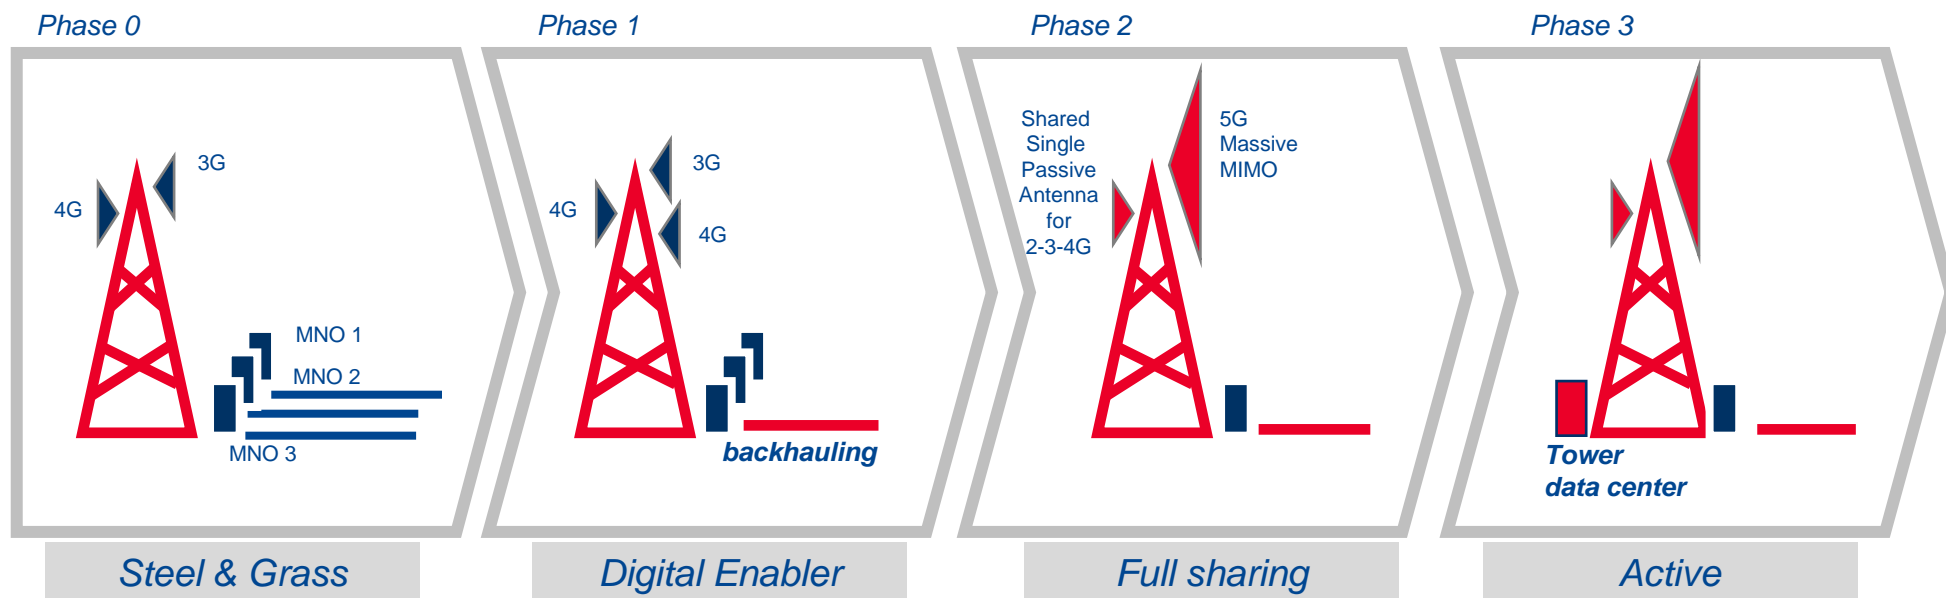 Phase 0
Phase 1
Phase 2
Phase 3
3G
4G
MNO 1
MNO 2
MNO 3
3G
4G
4G
backhauling
Shared
Single
Passive
Antenna
for
2-3-4G
5G
Massive
MIMO
Tower
data center
Steel & Grass
Digital Enabler
Full sharing
Active